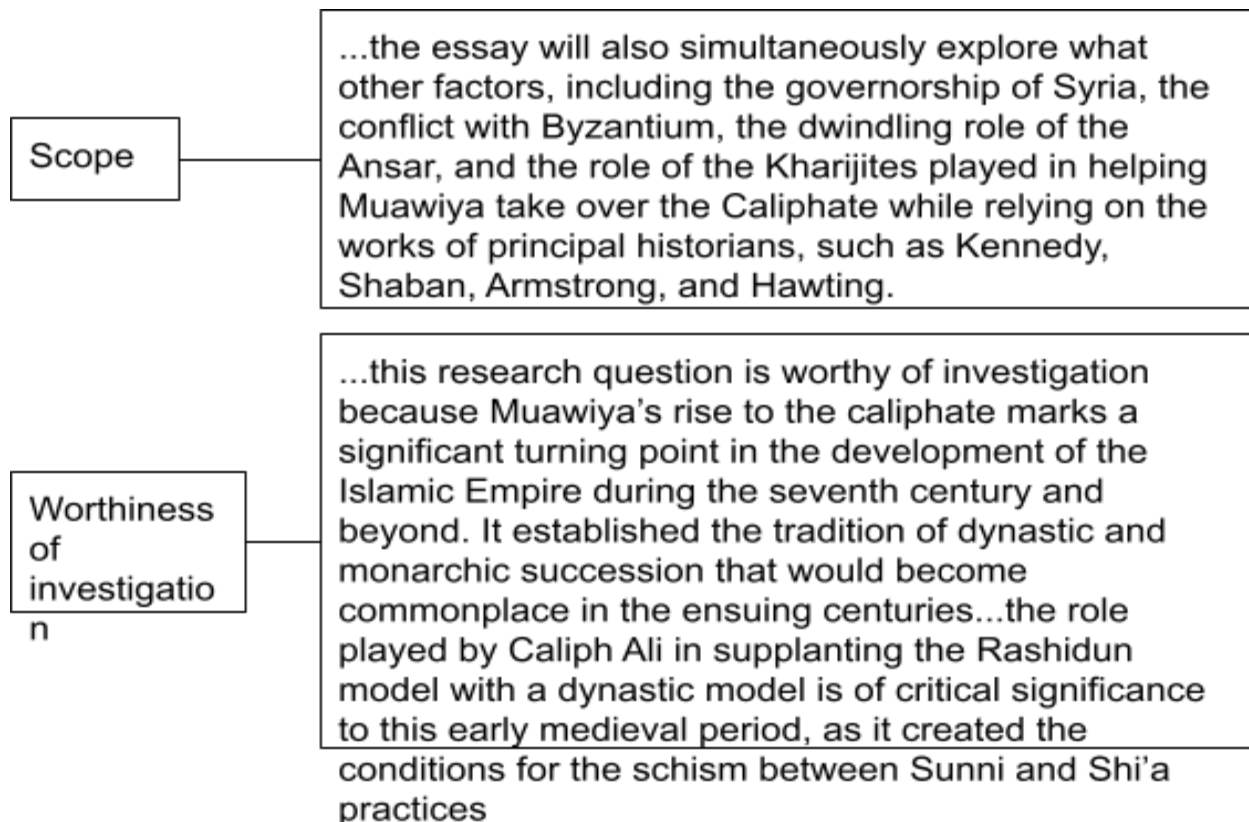 Scope
...the essay will also simultaneously explore what
other factors, including the governorship of Syria, the
conflict with Byzantium, the dwindling role of the
Ansar, and the role of the Kharijites played in helping
Muawiya take over the Caliphate while relying on the
works of principal historians, such as Kennedy,
Shaban, Armstrong, and Hawting.
Worthiness
of
investigatio
n
...this research question is worthy of investigation
because Muawiya’s rise to the caliphate marks a
significant turning point in the development of the
Islamic Empire during the seventh century and
beyond. It established the tradition of dynastic and
monarchic succession that would become
commonplace in the ensuing centuries...the role
played by Caliph Ali in supplanting the Rashidun
model with a dynastic model is of critical significance
to this early medieval period, as it created the
conditions for the schism between Sunni and Shi’a
practices